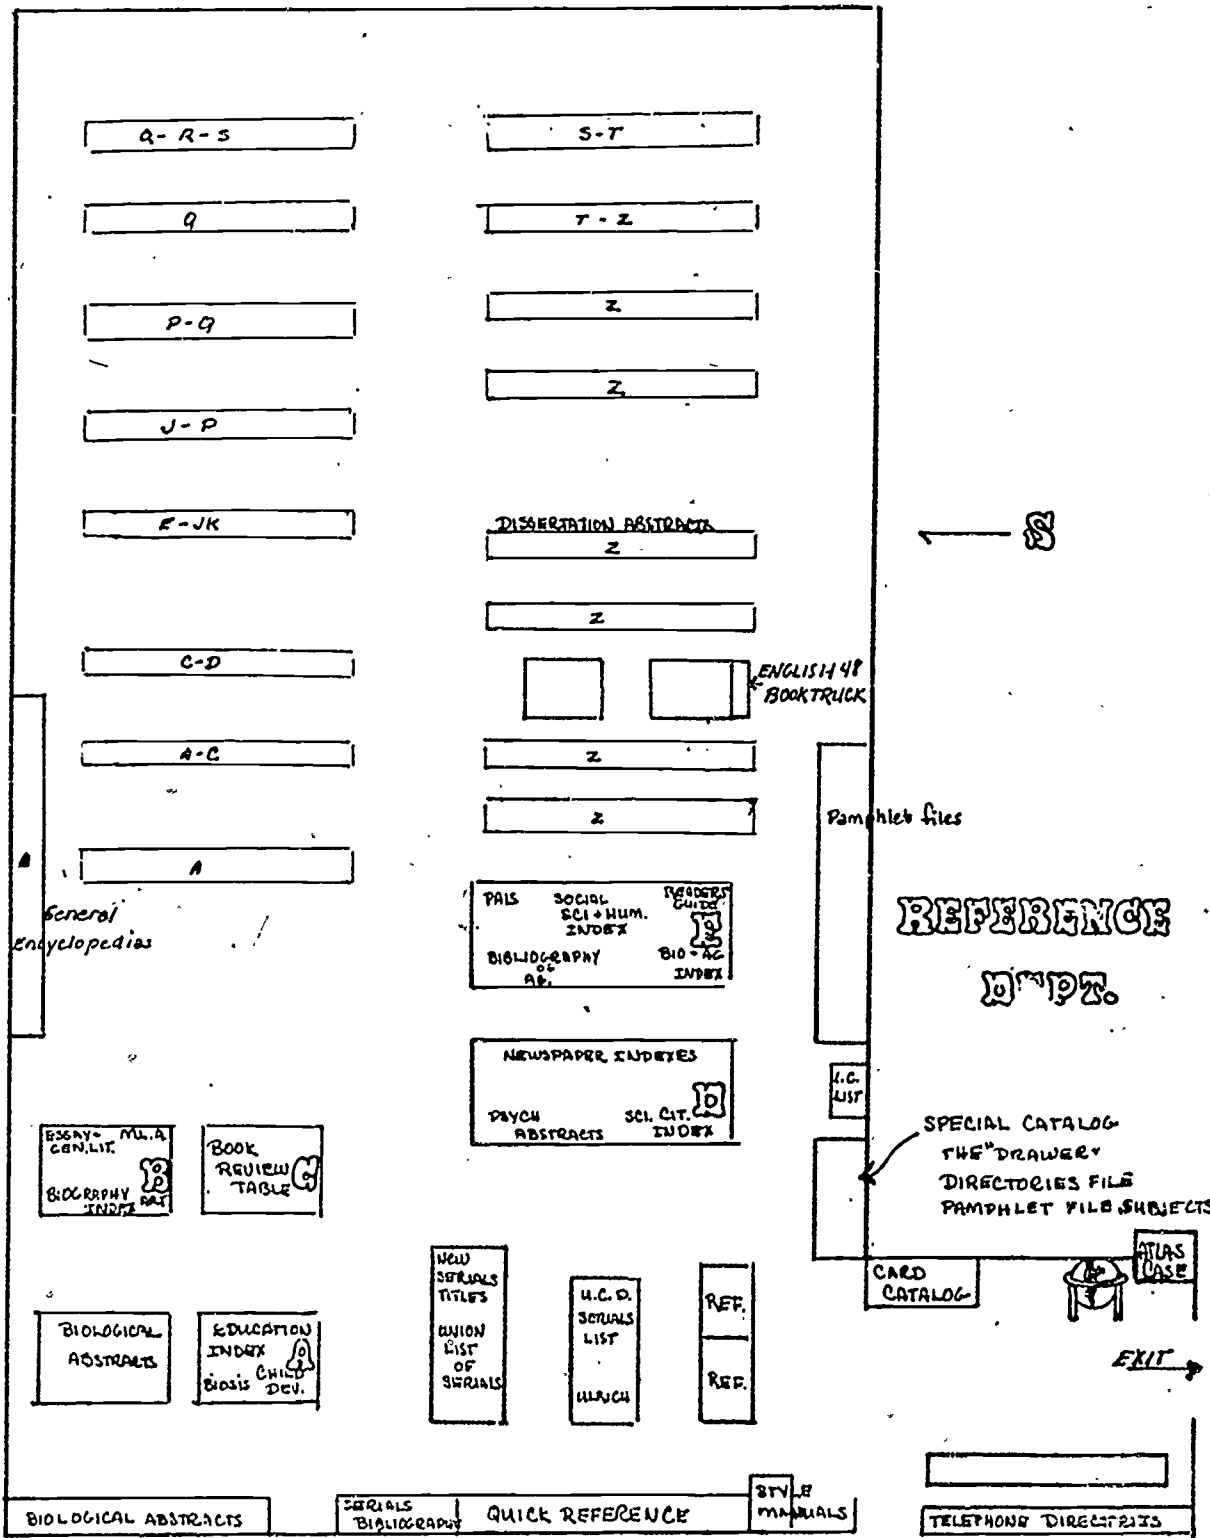 Q - R - S
S-T
Q
T - Z
Z
P-Q
Z
J - P
E - JK
DISSERTATION ABSTRACTS
Z
Z
C-D
ENGLISH 48
BOOKTRUCK
A-C
Z
Z
A
Pamphlet files
General
Encyclopedias
PAIS
SOCIAL
SCI + HUM.
INDEX
READERS
GUIDE
BIBLIOGRAPHY
OF
AG.
BIO + AG
INDEX
REFERENCE
DEPT.
S
NEWSPAPER INDEXES
PSYCH
ABSTRACTS
D
SCI. CIT.
INDEX
L.C.
LIST
SPECIAL CATALOG
THE "DRAWER"
DIRECTORIES FILE
PAMPHLET FILE SUBJECTS
ESSAY +
GEN. LIT.
M.L.A
B
BIOGRAPHY
INDEX
ART
BOOK
REVIEW
TABLE
C
ATLAS
CASE
CARD
CATALOG
NEW
SERIALS
TITLES
UNION
LIST
OF
SERIALS
U.C.D.
SERIALS
LIST
ULRICH
REF.
REF.
BIOLOGICAL
ABSTRACTS
EDUCATION
INDEX
A
BIOSIS
CHILD
DEV.
EXIT
BIOLOGICAL ABSTRACTS
SERIALS
BIBLIOGRAPHY
QUICK REFERENCE
STYLE
MANUALS
TELEPHONE DIRECTRIES